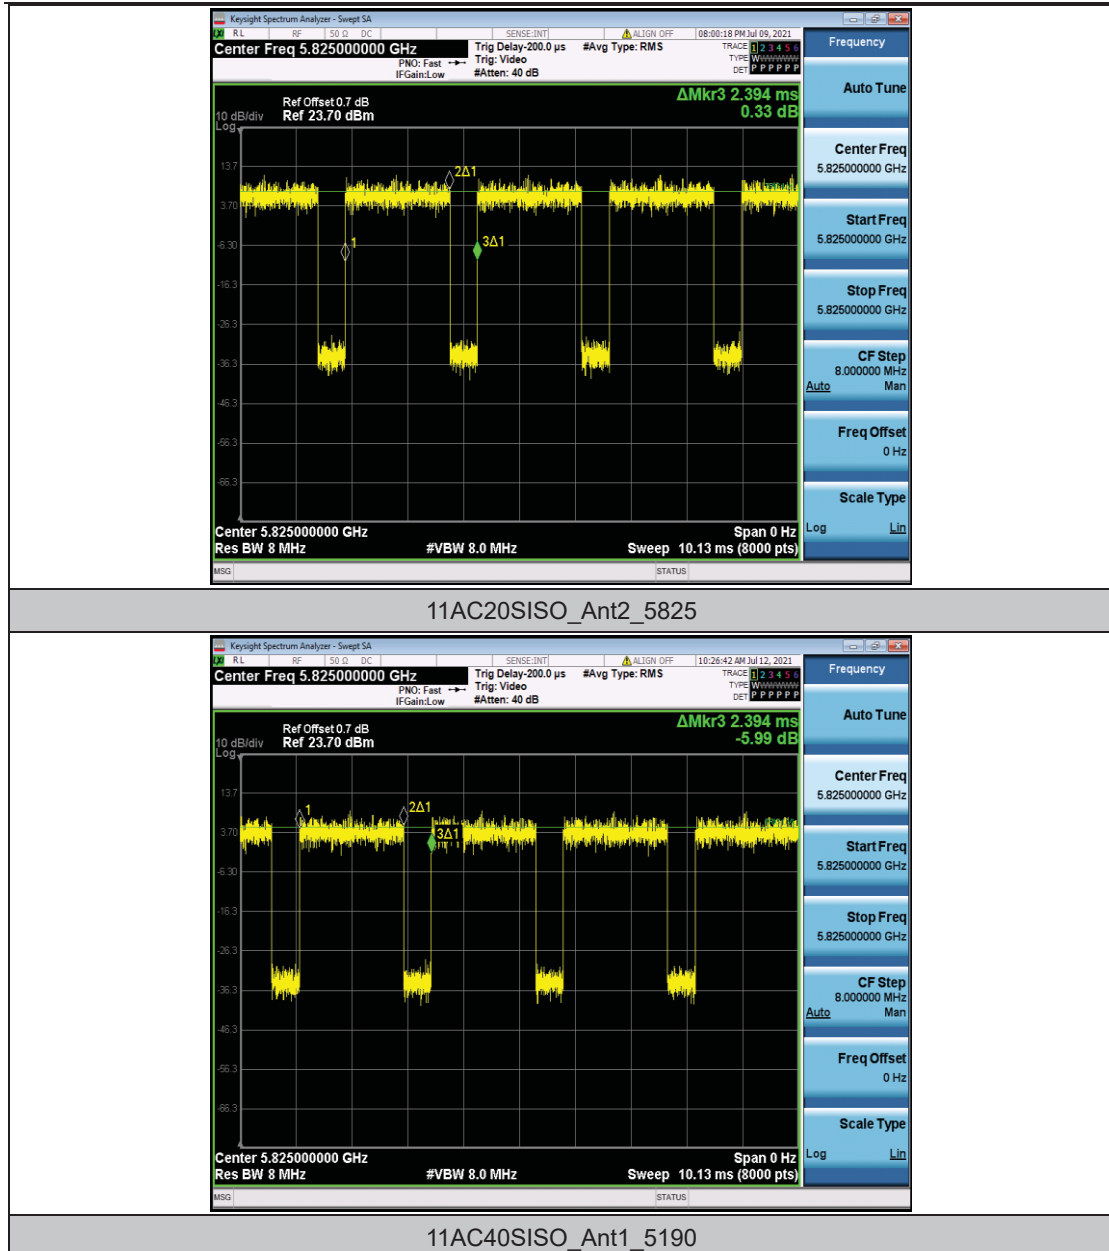 Keysight Spectrum Analyzer - Swept SA
LXI RL RF 50 Ω DC SENSE:INT ALIGN OFF 08:00:18 PM Jul 09, 2021
Center Freq 5.825000000 GHz
PNO: Fast
IFGain:Low
Trig Delay-200.0 µs
Trig: Video
#Atten: 40 dB
#Avg Type: RMS
TRACE 1 2 3 4 5 6
TYPE WWWWWW
DET P P P P P P
Ref Offset 0.7 dB
10 dB/div Ref 23.70 dBm
Log
ΔMkr3 2.394 ms
0.33 dB
13.7
3.70
-6.30
-16.3
-26.3
-36.3
-46.3
-56.3
-66.3
1
2Δ1
3Δ1
Center 5.825000000 GHz Span 0 Hz
Res BW 8 MHz #VBW 8.0 MHz Sweep 10.13 ms (8000 pts)
MSG STATUS
Frequency
Auto Tune
Center Freq
5.825000000 GHz
Start Freq
5.825000000 GHz
Stop Freq
5.825000000 GHz
CF Step
8.000000 MHz
Auto Man
Freq Offset
0 Hz
Scale Type
Log Lin
11AC20SISO_Ant2_5825
Keysight Spectrum Analyzer - Swept SA
LXI RL RF 50 Ω DC SENSE:INT ALIGN OFF 10:26:42 AM Jul 12, 2021
Center Freq 5.825000000 GHz
PNO: Fast
IFGain:Low
Trig Delay-200.0 µs
Trig: Video
#Atten: 40 dB
#Avg Type: RMS
TRACE 1 2 3 4 5 6
TYPE WWWWWW
DET P P P P P P
Ref Offset 0.7 dB
10 dB/div Ref 23.70 dBm
Log
ΔMkr3 2.394 ms
-5.99 dB
13.7
3.70
-6.30
-16.3
-26.3
-36.3
-46.3
-56.3
-66.3
1
2Δ1
3Δ1
Center 5.825000000 GHz Span 0 Hz
Res BW 8 MHz #VBW 8.0 MHz Sweep 10.13 ms (8000 pts)
MSG STATUS
Frequency
Auto Tune
Center Freq
5.825000000 GHz
Start Freq
5.825000000 GHz
Stop Freq
5.825000000 GHz
CF Step
8.000000 MHz
Auto Man
Freq Offset
0 Hz
Scale Type
Log Lin
11AC40SISO_Ant1_5190